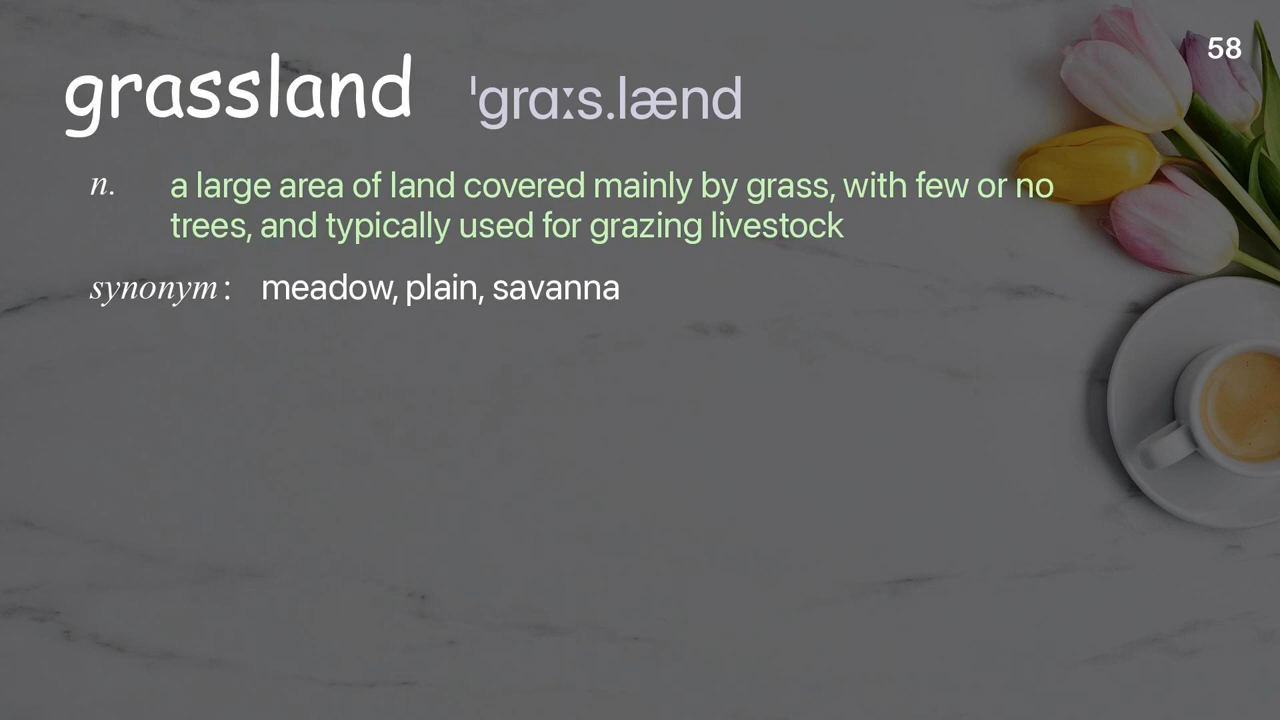 58
grassland ˈɡrɑːs.lænd
n. a large area of land covered mainly by grass, with few or no
trees, and typically used for grazing livestock
synonym: meadow, plain, savanna